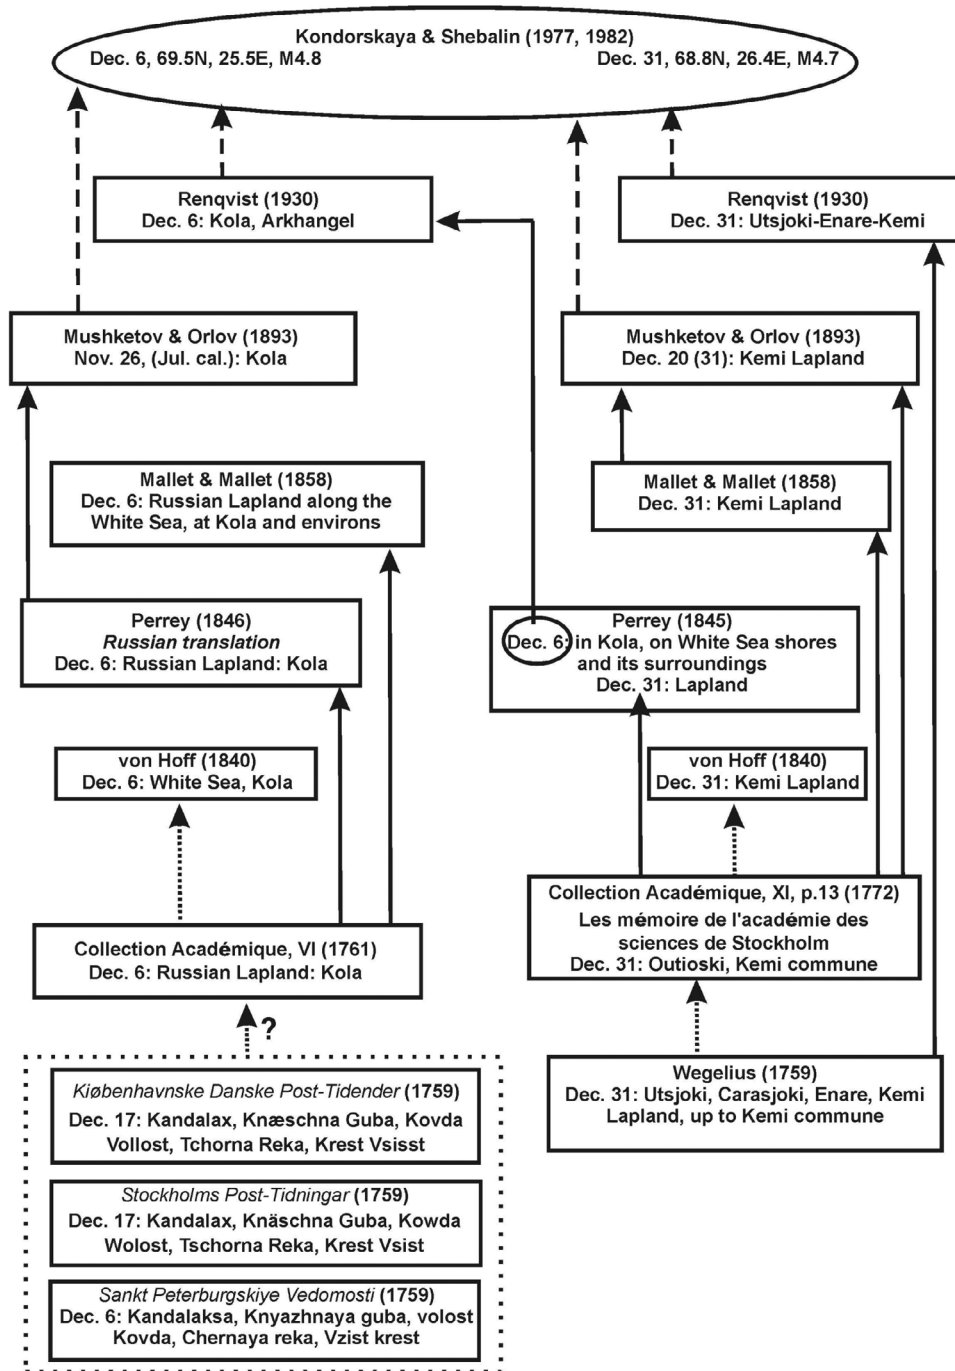 Kondorskaya & Shebalin (1977, 1982)
Dec. 6, 69.5N, 25.5E, M4.8
Dec. 31, 68.8N, 26.4E, M4.7
Renqvist (1930)
Dec. 6: Kola, Arkhangel
Renqvist (1930)
Dec. 31: Utsjoki-Enare-Kemi
Mushketov & Orlov (1893)
Nov. 26, (Jul. cal.): Kola
Mushketov & Orlov (1893)
Dec. 20 (31): Kemi Lapland
Mallet & Mallet (1858)
Dec. 6: Russian Lapland along the
White Sea, at Kola and environs
Mallet & Mallet (1858)
Dec. 31: Kemi Lapland
Perrey (1846)
Russian translation
Dec. 6: Russian Lapland: Kola
Perrey (1845)
Dec. 6: in Kola, on White Sea shores
and its surroundings
Dec. 31: Lapland
von Hoff (1840)
Dec. 6: White Sea, Kola
von Hoff (1840)
Dec. 31: Kemi Lapland
Collection Académique, VI (1761)
Dec. 6: Russian Lapland: Kola
Collection Académique, XI, p.13 (1772)
Les mémoire de l'académie des
sciences de Stockholm
Dec. 31: Outioski, Kemi commune
?
Kiøbenhavnske Danske Post-Tidender (1759)
Dec. 17: Kandalax, Knæschna Guba, Kovda
Vollost, Tchorna Reka, Krest Vsisst
Stockholms Post-Tidningar (1759)
Dec. 17: Kandalax, Knäschna Guba, Kowda
Wolost, Tschorna Reka, Krest Vsist
Sankt Peterburgskiye Vedomosti (1759)
Dec. 6: Kandalaksa, Knyazhnaya guba, volost
Kovda, Chernaya reka, Vzist krest
Wegelius (1759)
Dec. 31: Utsjoki, Carasjoki, Enare, Kemi
Lapland, up to Kemi commune